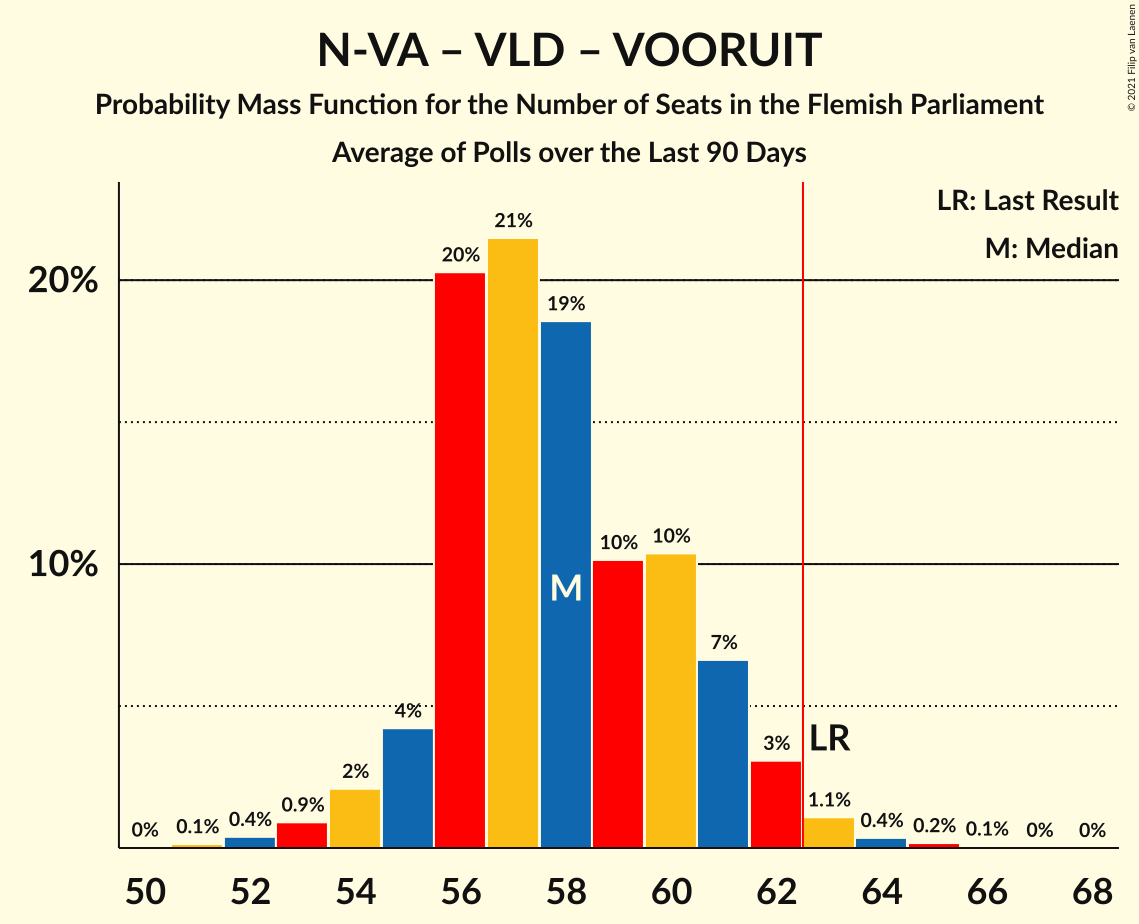 © 2021 Filip van Laenen
N-VA – VLD – VOORUIT
Probability Mass Function for the Number of Seats in the Flemish Parliament
Average of Polls over the Last 90 Days
LR: Last Result
M: Median
20%
10%
0%
0.1%
0.4%
0.9%
2%
4%
20%
21%
19%
10%
10%
7%
3%
1.1%
0.4%
0.2%
0.1%
0%
0%
M
LR
50 52 54 56 58 60 62 64 66 68